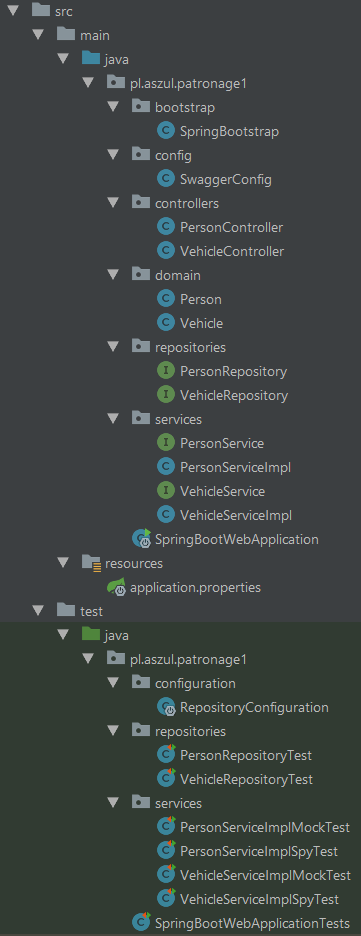 src
main
java
pl.aszul.patronage1
bootstrap
SpringBootstrap
config
SwaggerConfig
controllers
PersonController
VehicleController
domain
Person
Vehicle
repositories
PersonRepository
VehicleRepository
services
PersonService
PersonServiceImpl
VehicleService
VehicleServiceImpl
SpringBootWebApplication
resources
application.properties
test
java
pl.aszul.patronage1
configuration
RepositoryConfiguration
repositories
PersonRepositoryTest
VehicleRepositoryTest
services
PersonServiceImplMockTest
PersonServiceImplSpyTest
VehicleServiceImplMockTest
VehicleServiceImplSpyTest
SpringBootWebApplicationTests